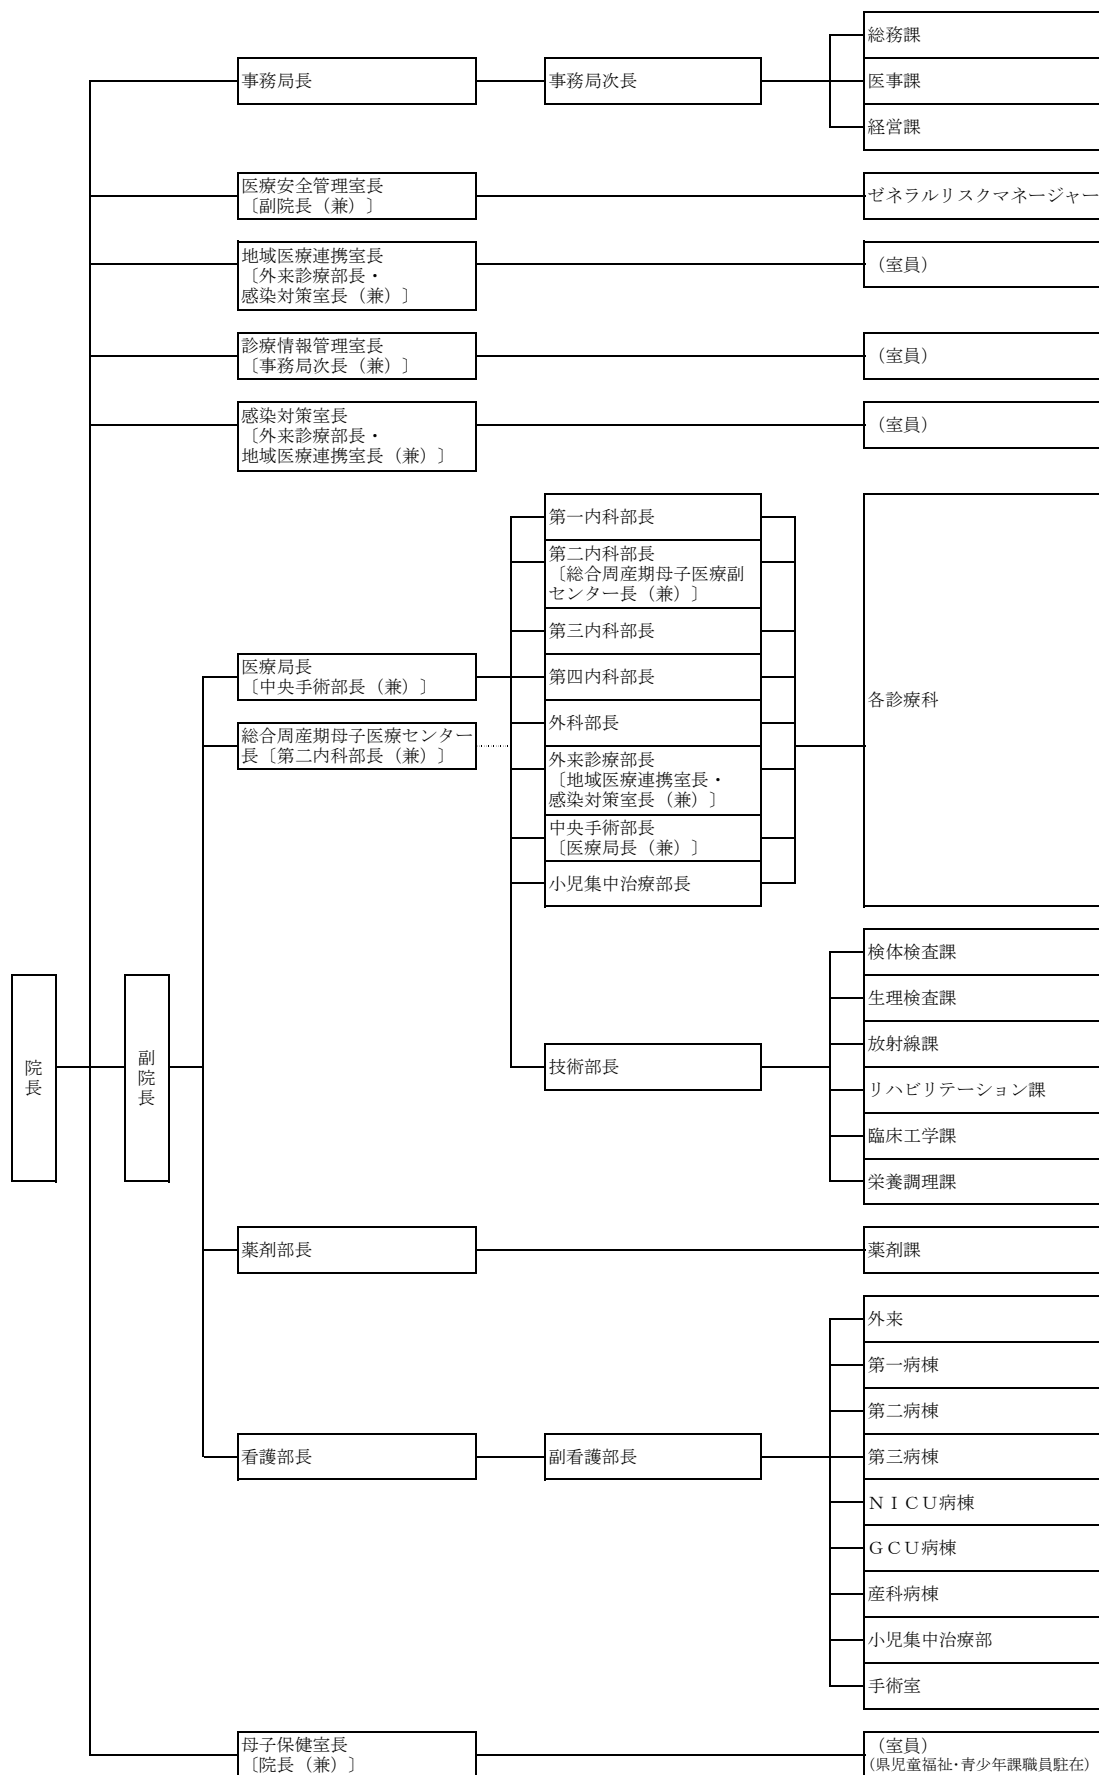 総務課
事務局長
事務局次長
医事課
経営課
医療安全管理室長
〔副院長（兼）〕
ゼネラルリスクマネージャー
地域医療連携室長
〔外来診療部長・
感染対策室長（兼）〕
（室員）
診療情報管理室長
〔事務局次長（兼）〕
（室員）
感染対策室長
〔外来診療部長・
地域医療連携室長（兼）〕
（室員）
第一内科部長
第二内科部長
〔総合周産期母子医療副
センター長（兼）〕
第三内科部長
医療局長
〔中央手術部長（兼）〕
第四内科部長
各診療科
外科部長
総合周産期母子医療センター
長〔第二内科部長（兼）〕
外来診療部長
〔地域医療連携室長・
感染対策室長（兼）〕
中央手術部長
〔医療局長（兼）〕
小児集中治療部長
検体検査課
生理検査課
放射線課
院長
副院長
技術部長
リハビリテーション課
臨床工学課
栄養調理課
薬剤部長
薬剤課
外来
第一病棟
第二病棟
看護部長
副看護部長
第三病棟
ＮＩＣＵ病棟
ＧＣＵ病棟
産科病棟
小児集中治療部
手術室
母子保健室長
〔院長（兼）〕
（室員）
（県児童福祉・青少年課職員駐在）